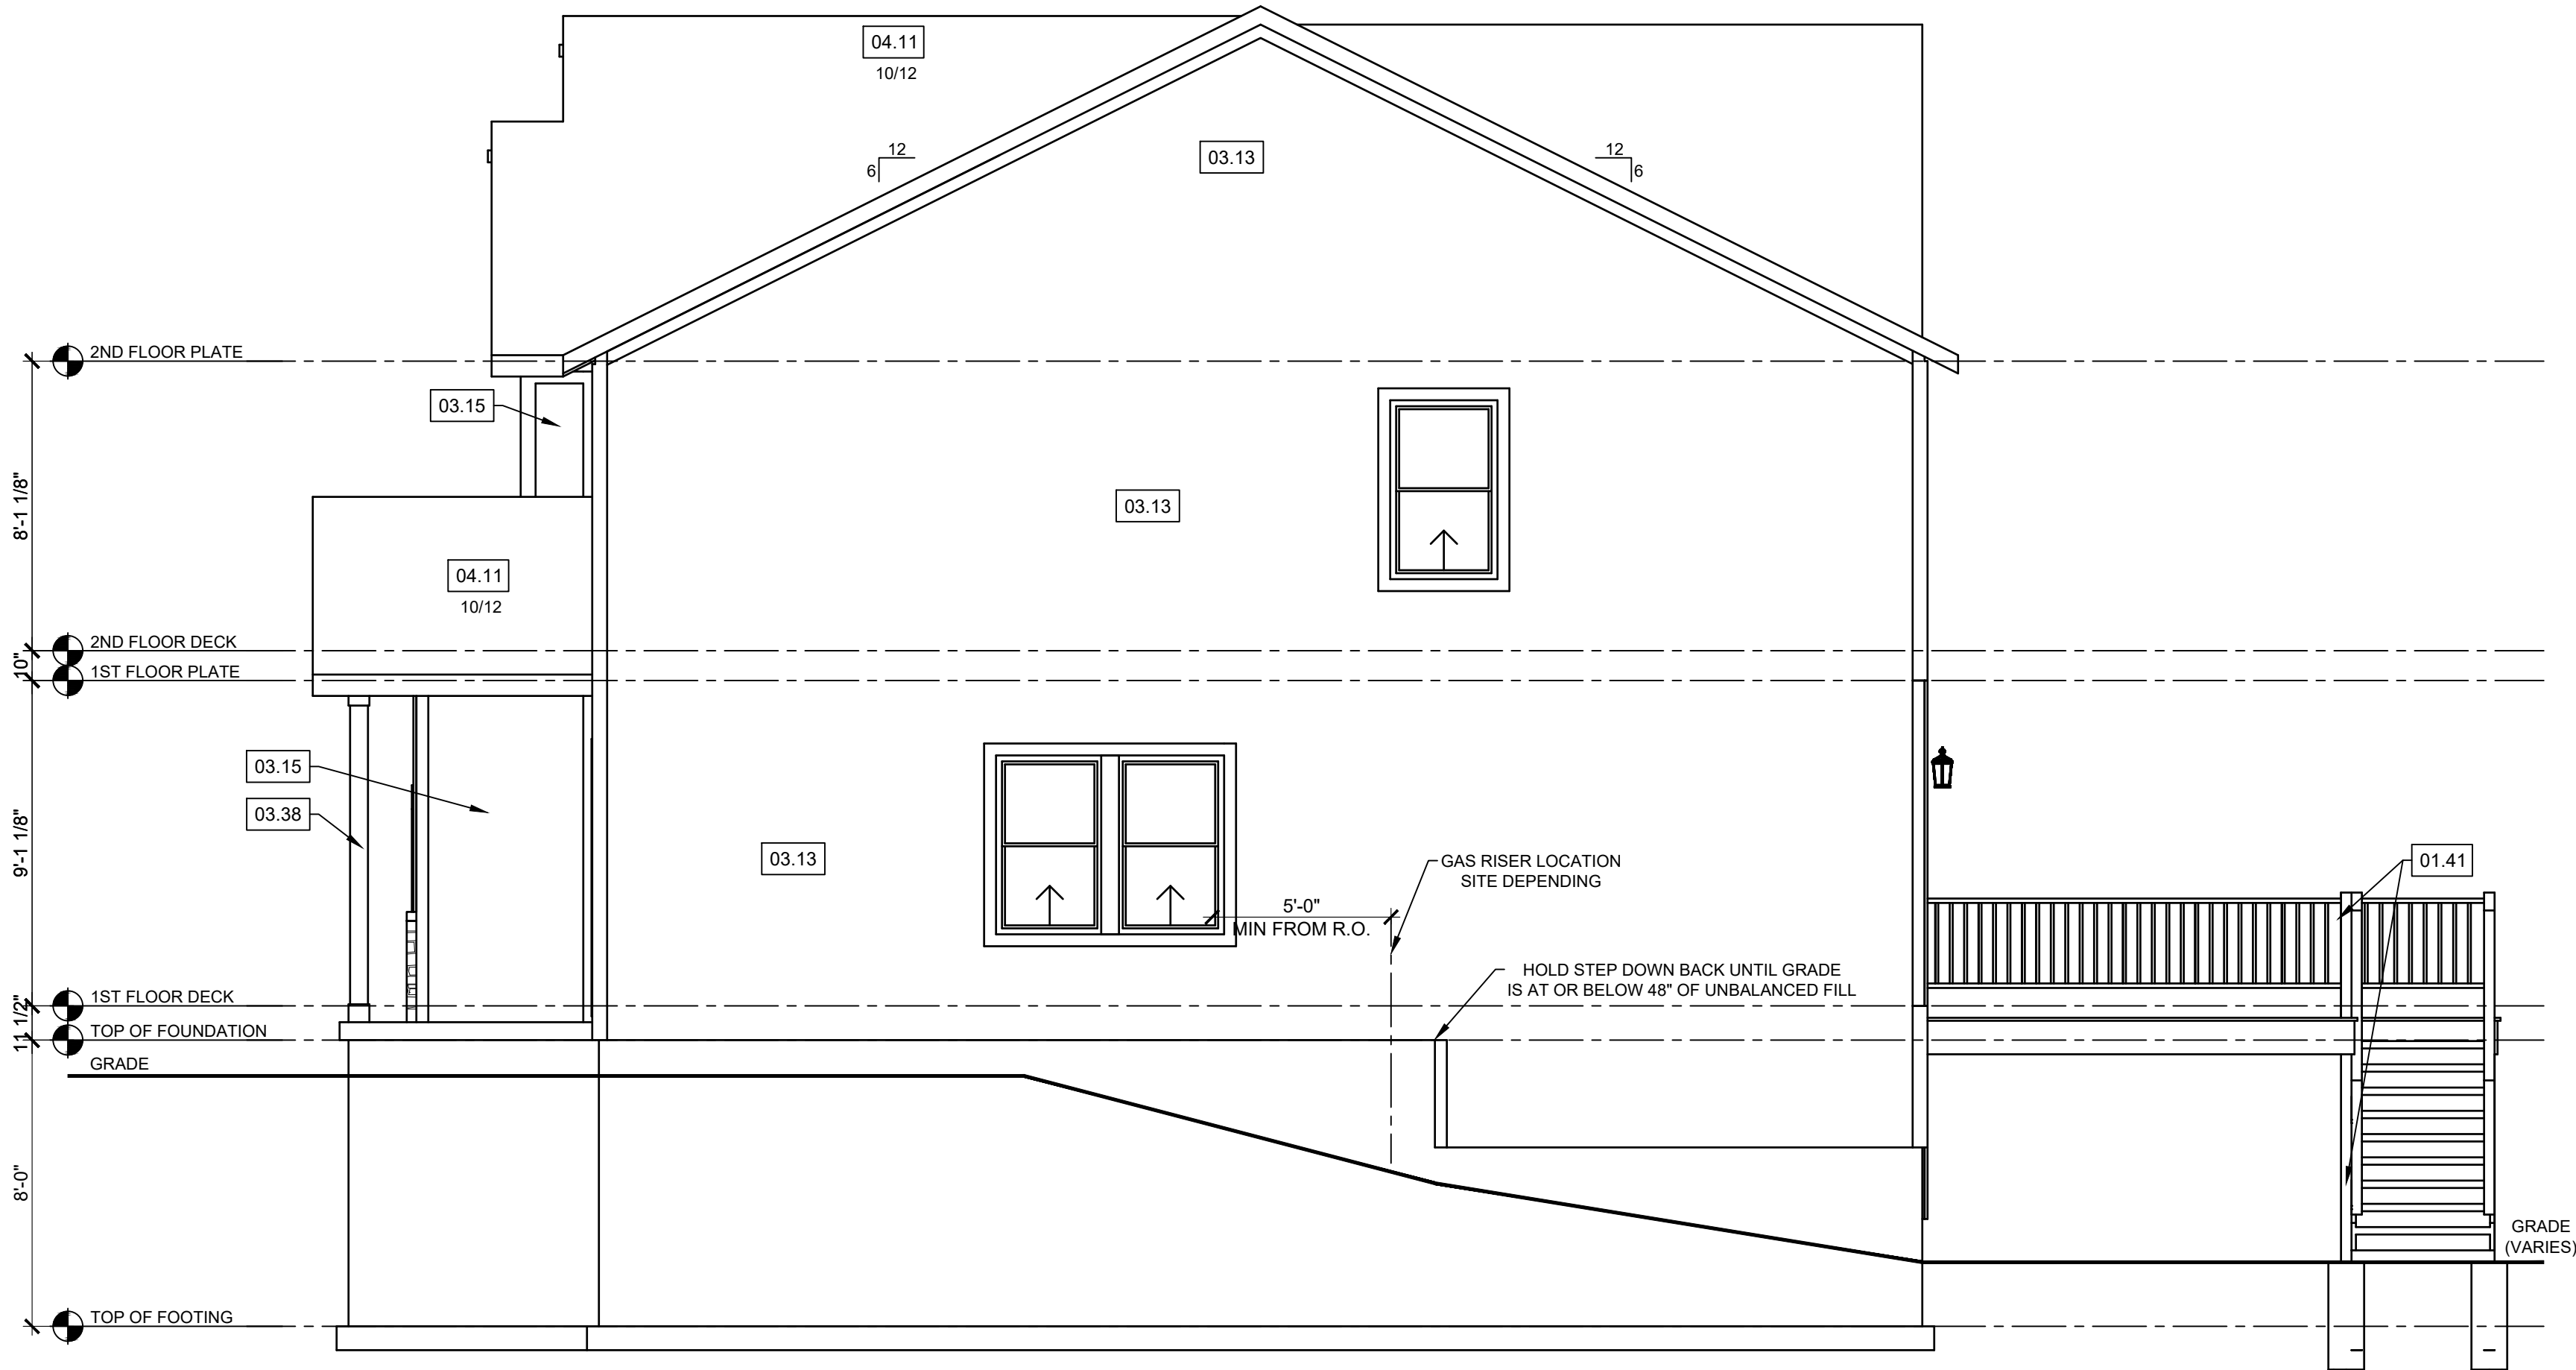 04.11
10/12
12
6
03.13
12
6
2ND FLOOR PLATE
03.15
8'-1 1/8"
03.13
04.11
10/12
2ND FLOOR DECK
10"
1ST FLOOR PLATE
03.15
03.38
9'-1 1/8"
03.13
GAS RISER LOCATION
SITE DEPENDING
01.41
5'-0"
MIN FROM R.O.
HOLD STEP DOWN BACK UNTIL GRADE
IS AT OR BELOW 48" OF UNBALANCED FILL
1ST FLOOR DECK
11 1/2"
TOP OF FOUNDATION
GRADE
8'-0"
GRADE
(VARIES)
TOP OF FOOTING